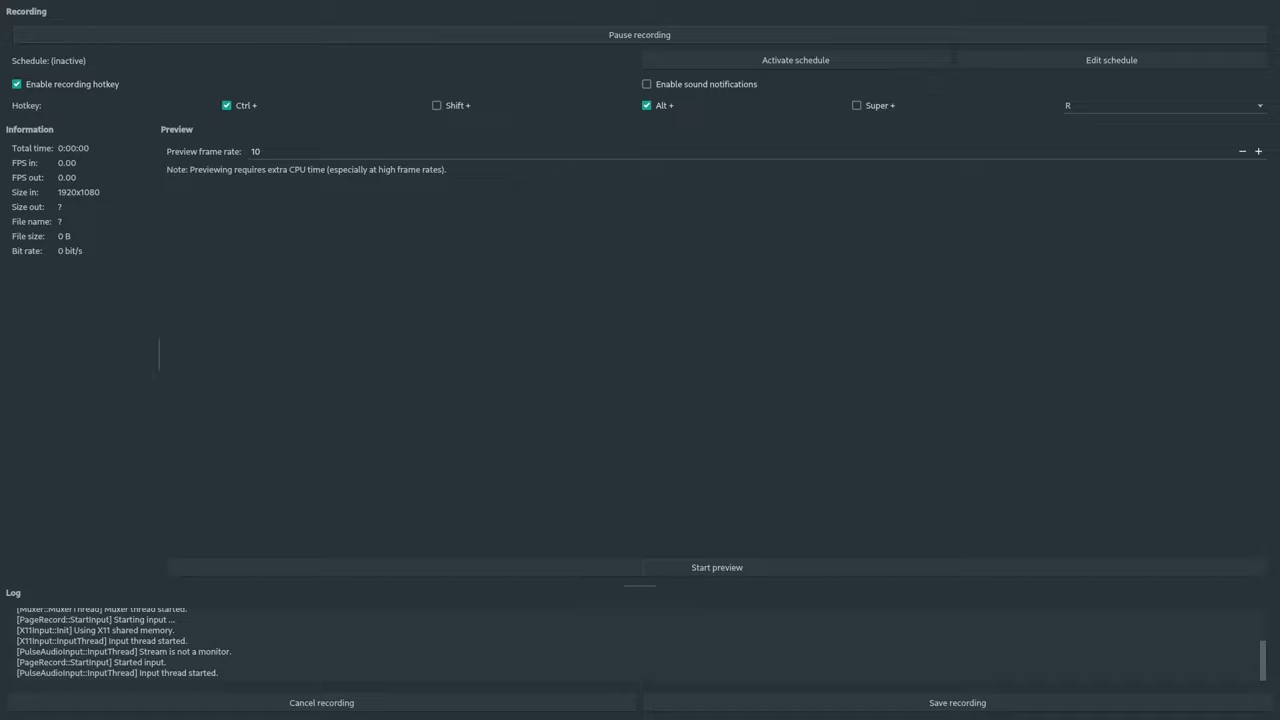 Recording
Pause recording
Schedule: (inactive)
Activate schedule
Edit schedule
Enable recording hotkey
Enable sound notifications
Hotkey:
Ctrl +
Shift +
Alt +
Super +
R
Information
Total time: 0:00:00
FPS in: 0.00
FPS out: 0.00
Size in: 1920x1080
Size out: ?
File name: ?
File size: 0 B
Bit rate: 0 bit/s
Preview
Preview frame rate: 10
Note: Previewing requires extra CPU time (especially at high frame rates).
Start preview
Log
[Muxer::MuxerThread] Muxer thread started.
[PageRecord::StartInput] Starting input ...
[X11Input::Init] Using X11 shared memory.
[X11Input::InputThread] Input thread started.
[PulseAudioInput::InputThread] Stream is not a monitor.
[PageRecord::StartInput] Started input.
[PulseAudioInput::InputThread] Input thread started.
Cancel recording
Save recording